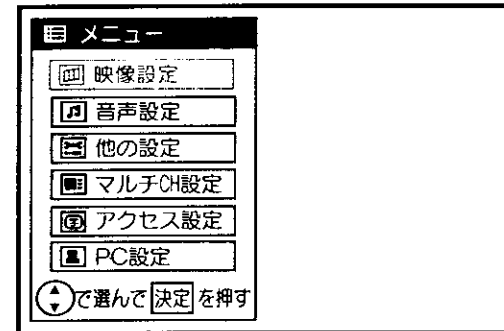 メニュー
映像設定
音声設定
他の設定
マルチCH設定
アクセス設定
PC設定
で選んで 決定 を押す